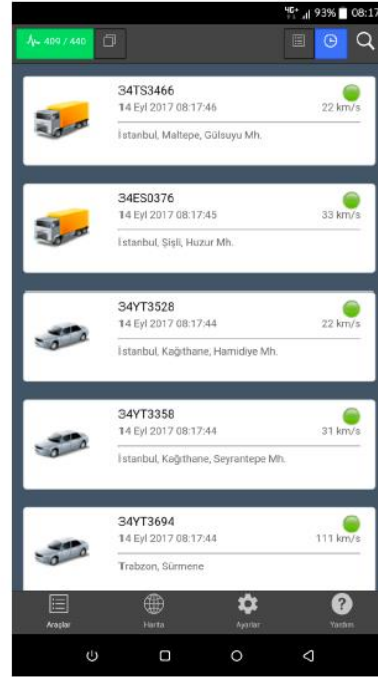 4G+ 93% 08:17
409 / 440
34TS3466
14 Eyl 2017 08:17:46
22 km/s
İstanbul, Maltepe, Gülsuyu Mh.
34ES0376
14 Eyl 2017 08:17:45
33 km/s
İstanbul, Şişli, Huzur Mh.
34YT3528
14 Eyl 2017 08:17:44
22 km/s
İstanbul, Kağıthane, Hamidiye Mh.
34YT3358
14 Eyl 2017 08:17:44
31 km/s
İstanbul, Kağıthane, Seyrantepe Mh.
34YT3694
14 Eyl 2017 08:17:44
111 km/s
Trabzon, Sürmene
Araçlar Harita Ayarlar Yardım